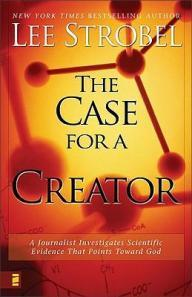 NEW YORK TIMES BESTSELLING AUTHOR
LEE STROBEL
THE
CASE FOR A
CREATOR
A Journalist Investigates Scientific
Evidence That Points Toward God